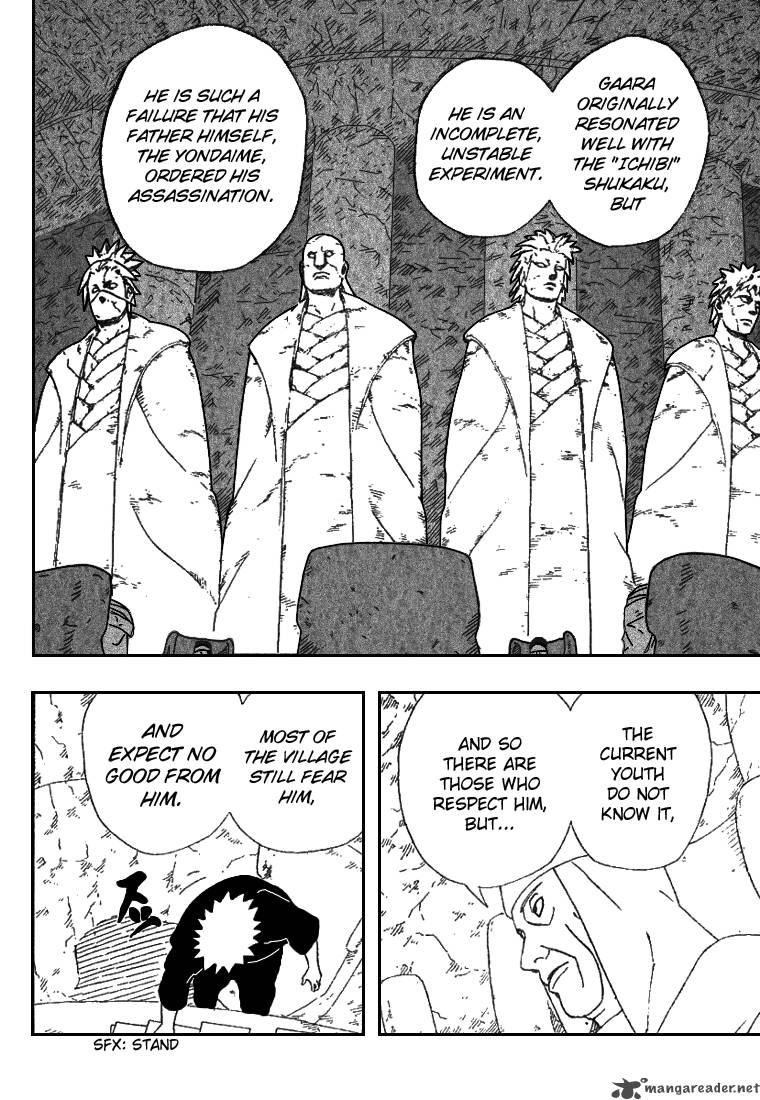 GAARA
ORIGINALLY
RESONATED
WELL WITH
THE "ICHIBI"
SHUKAKU,
BUT
HE IS AN
INCOMPLETE,
UNSTABLE
EXPERIMENT.
HE IS SUCH A
FAILURE THAT HIS
FATHER HIMSELF,
THE YONDAIME,
ORDERED HIS
ASSASSINATION.
THE
CURRENT
YOUTH
DO NOT
KNOW IT,
AND SO
THERE ARE
THOSE WHO
RESPECT HIM,
BUT...
MOST OF
THE VILLAGE
STILL FEAR
HIM,
AND
EXPECT NO
GOOD FROM
HIM.
スッ
SFX: STAND
mangareader.net